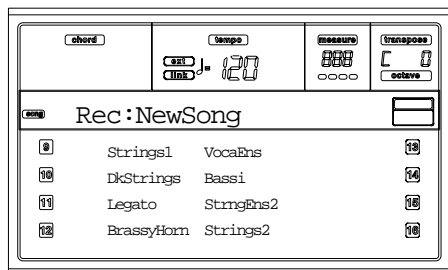 chord tempo measure transpose
ext link ♩= 120 888 C 0
octave
song Rec:NewSong
9 Strings1 VocaEns 13
10 DkStrings Bassi 14
11 Legato StrngEns2 15
12 BrassyHorn Strings2 16